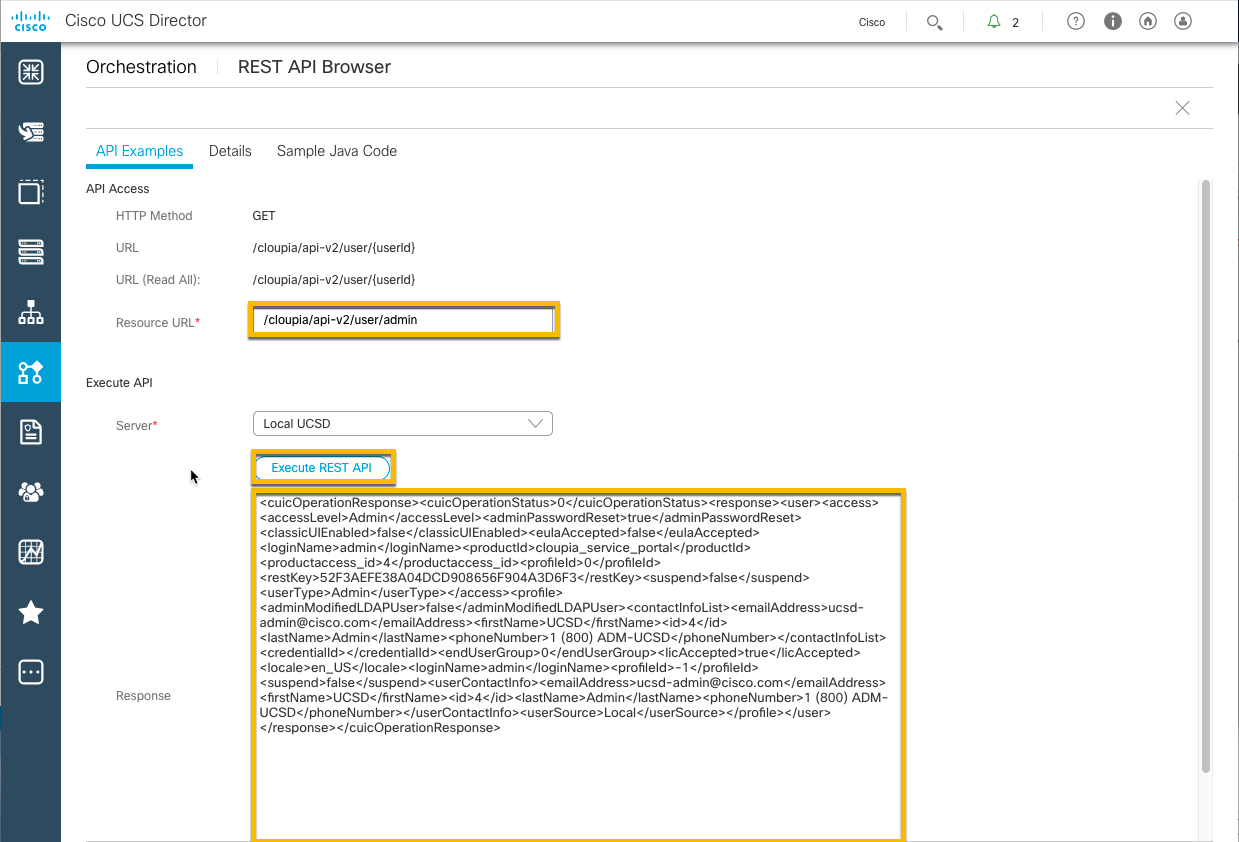 CISCO
Cisco UCS Director
Cisco
2
Orchestration
REST API Browser
API Examples
Details
Sample Java Code
API Access
HTTP Method
GET
URL
/cloupia/api-v2/user/{userId}
URL (Read All):
/cloupia/api-v2/user/{userId}
Resource URL*
/cloupia/api-v2/user/admin
Execute API
Server*
Local UCSD
Execute REST API
Response
<cuicOperationResponse><cuicOperationStatus>0</cuicOperationStatus><response><user><access>
<accessLevel>Admin</accessLevel><adminPasswordReset>true</adminPasswordReset>
<classicUIEnabled>false</classicUIEnabled><eulaAccepted>false</eulaAccepted>
<loginName>admin</loginName><productId>cloupia_service_portal</productId>
<productaccess_id>4</productaccess_id><profileId>0</profileId>
<restKey>52F3AEFE38A04DCD908656F904A3D6F3</restKey><suspend>false</suspend>
<userType>Admin</userType></access><profile>
<adminModifiedLDAPUser>false</adminModifiedLDAPUser><contactInfoList><emailAddress>ucsd-
admin@cisco.com</emailAddress><firstName>UCSD</firstName><id>4</id>
<lastName>Admin</lastName><phoneNumber>1 (800) ADM-UCSD</phoneNumber></contactInfoList>
<credentialId></credentialId><endUserGroup>0</endUserGroup><licAccepted>true</licAccepted>
<locale>en_US</locale><loginName>admin</loginName><profileId>-1</profileId>
<suspend>false</suspend><userContactInfo><emailAddress>ucsd-admin@cisco.com</emailAddress>
<firstName>UCSD</firstName><id>4</id><lastName>Admin</lastName><phoneNumber>1 (800) ADM-
UCSD</phoneNumber></userContactInfo><userSource>Local</userSource></profile></user>
</response></cuicOperationResponse>